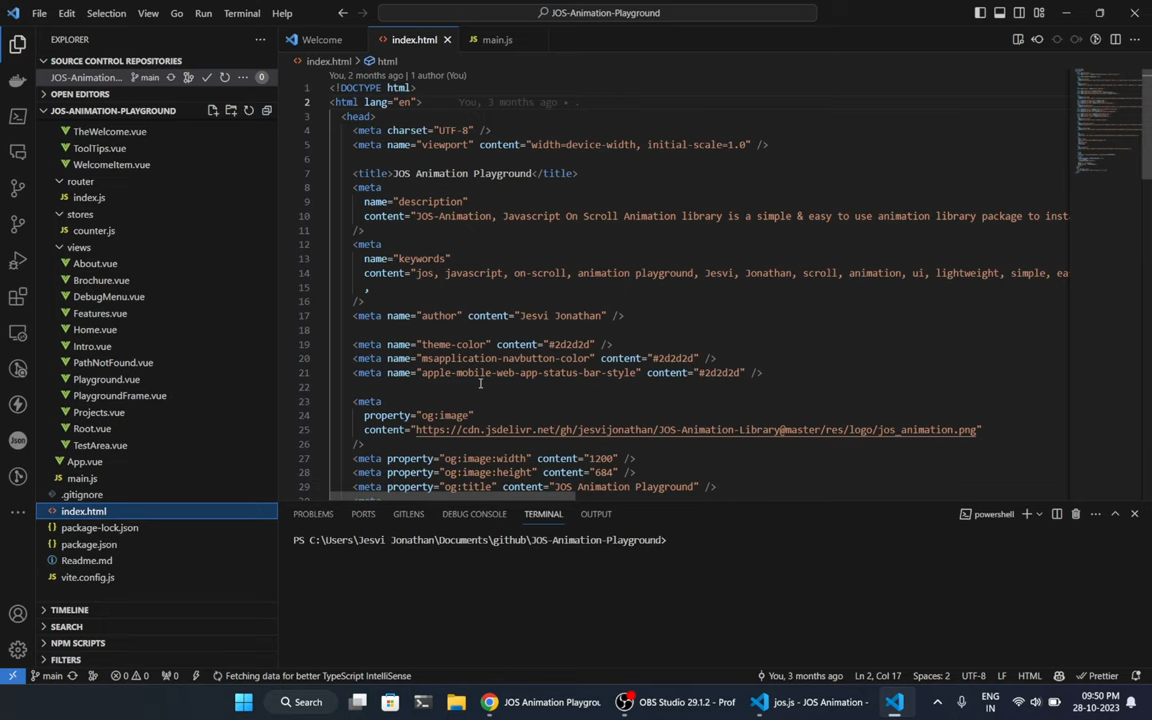 File Edit Selection View Go Run Terminal Help
JOS-Animation-Playground
EXPLORER
SOURCE CONTROL REPOSITORIES
JOS-Animation... main 0
OPEN EDITORS
JOS-ANIMATION-PLAYGROUND
TheWelcome.vue
ToolTips.vue
WelcomeItem.vue
router
JS index.js
stores
JS counter.js
views
About.vue
Brochure.vue
DebugMenu.vue
Features.vue
Home.vue
Intro.vue
PathNotFound.vue
Playground.vue
PlaygroundFrame.vue
Projects.vue
Root.vue
TestArea.vue
App.vue
JS main.js
.gitignore
<> index.html
{} package-lock.json
{} package.json
Readme.md
JS vite.config.js
TIMELINE
SEARCH
NPM SCRIPTS
FILTERS
Welcome
<> index.html
JS main.js
<> index.html > html
You, 2 months ago | 1 author (You)
1 <!DOCTYPE html>
2 <html lang="en"> You, 3 months ago • .
3 <head>
4 <meta charset="UTF-8" />
5 <meta name="viewport" content="width=device-width, initial-scale=1.0" />
6
7 <title>JOS Animation Playground</title>
8 <meta
9 name="description"
10 content="JOS-Animation, Javascript On Scroll Animation library is a simple & easy to use animation library package to inst
11 />
12 <meta
13 name="keywords"
14 content="jos, javascript, on-scroll, animation playground, Jesvi, Jonathan, scroll, animation, ui, lightweight, simple, ea
15 ,
16 />
17 <meta name="author" content="Jesvi Jonathan" />
18
19 <meta name="theme-color" content="#2d2d2d" />
20 <meta name="msapplication-navbutton-color" content="#2d2d2d" />
21 <meta name="apple-mobile-web-app-status-bar-style" content="#2d2d2d" />
22
23 <meta
24 property="og:image"
25 content="https://cdn.jsdelivr.net/gh/jesvijonathan/JOS-Animation-Library@master/res/logo/jos_animation.png"
26 />
27 <meta property="og:image:width" content="1200" />
28 <meta property="og:image:height" content="684" />
29 <meta property="og:title" content="JOS Animation Playground" />
PROBLEMS PORTS GITLENS DEBUG CONSOLE TERMINAL OUTPUT
powershell
PS C:\Users\Jesvi Jonathan\Documents\github\JOS-Animation-Playground>
main 0 0 0 Fetching data for better TypeScript IntelliSense
You, 3 months ago Ln 2, Col 17 Spaces: 2 UTF-8 LF HTML Prettier
Search
JOS Animation Playgrou
OBS Studio 29.1.2 - Prof
jos.js - JOS Animation -
ENG
IN
09:50 PM
28-10-2023